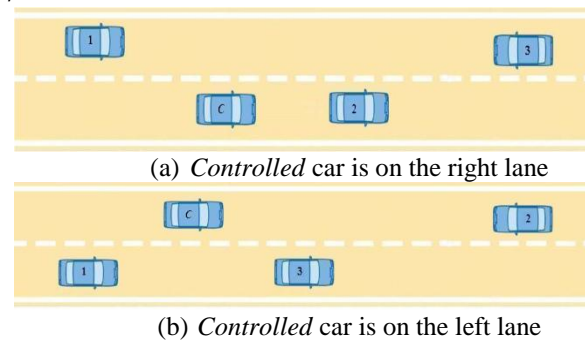 1
3
C
2
(a) Controlled car is on the right lane
C
2
1
3
(b) Controlled car is on the left lane